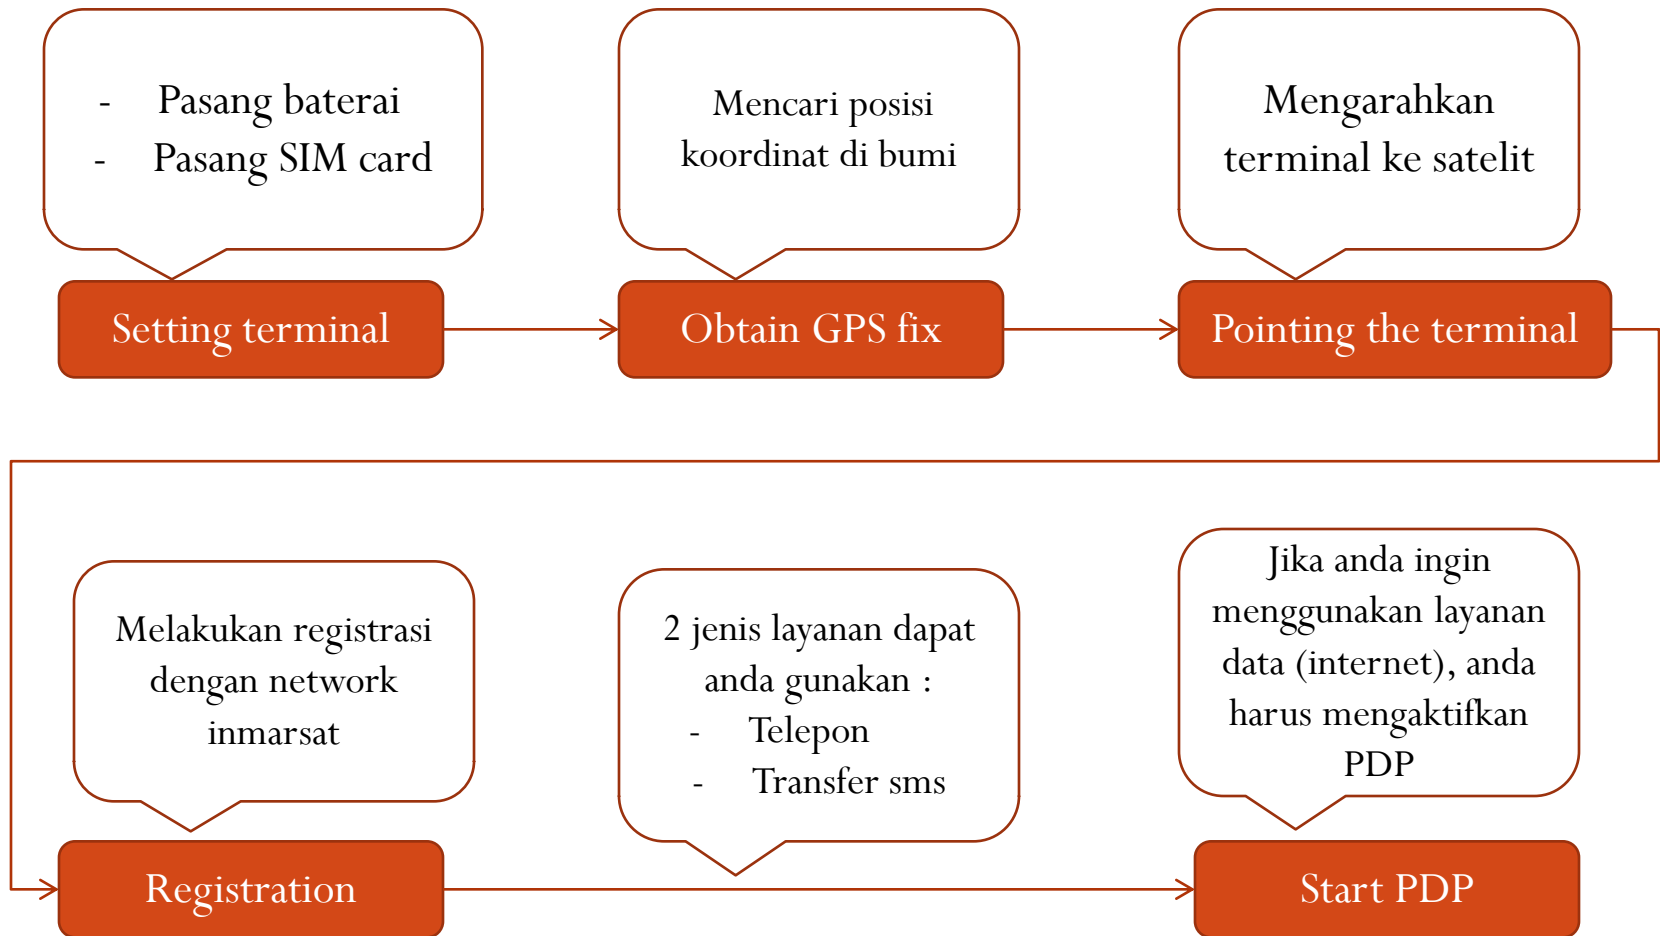 - Pasang baterai
- Pasang SIM card
Mencari posisi
koordinat di bumi
Mengarahkan
terminal ke satelit
Setting terminal
Obtain GPS fix
Pointing the terminal
Melakukan registrasi
dengan network
inmarsat
2 jenis layanan dapat
anda gunakan :
- Telepon
- Transfer sms
Jika anda ingin
menggunakan layanan
data (internet), anda
harus mengaktifkan
PDP
Registration
Start PDP